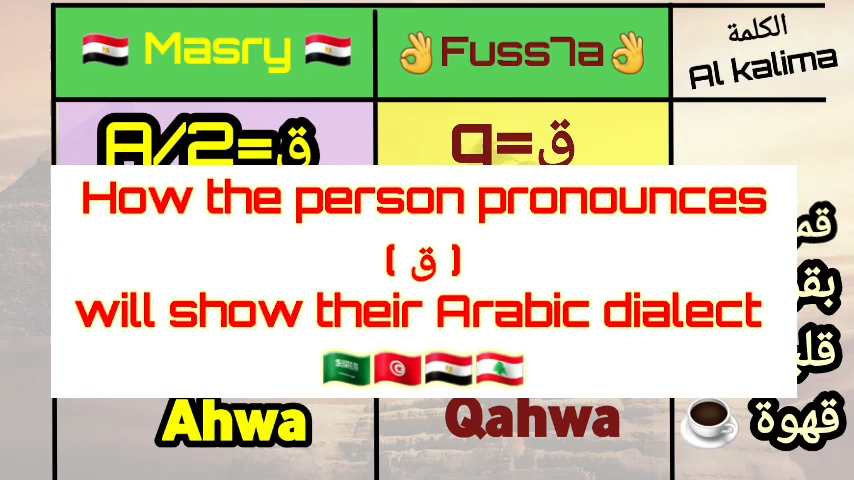 Masry
Fuss7a
الكلمة
Al kalima
A/2=ق
q=ق
How the person pronounces
( ق )
will show their Arabic dialect
Ahwa
Qahwa
قهوة